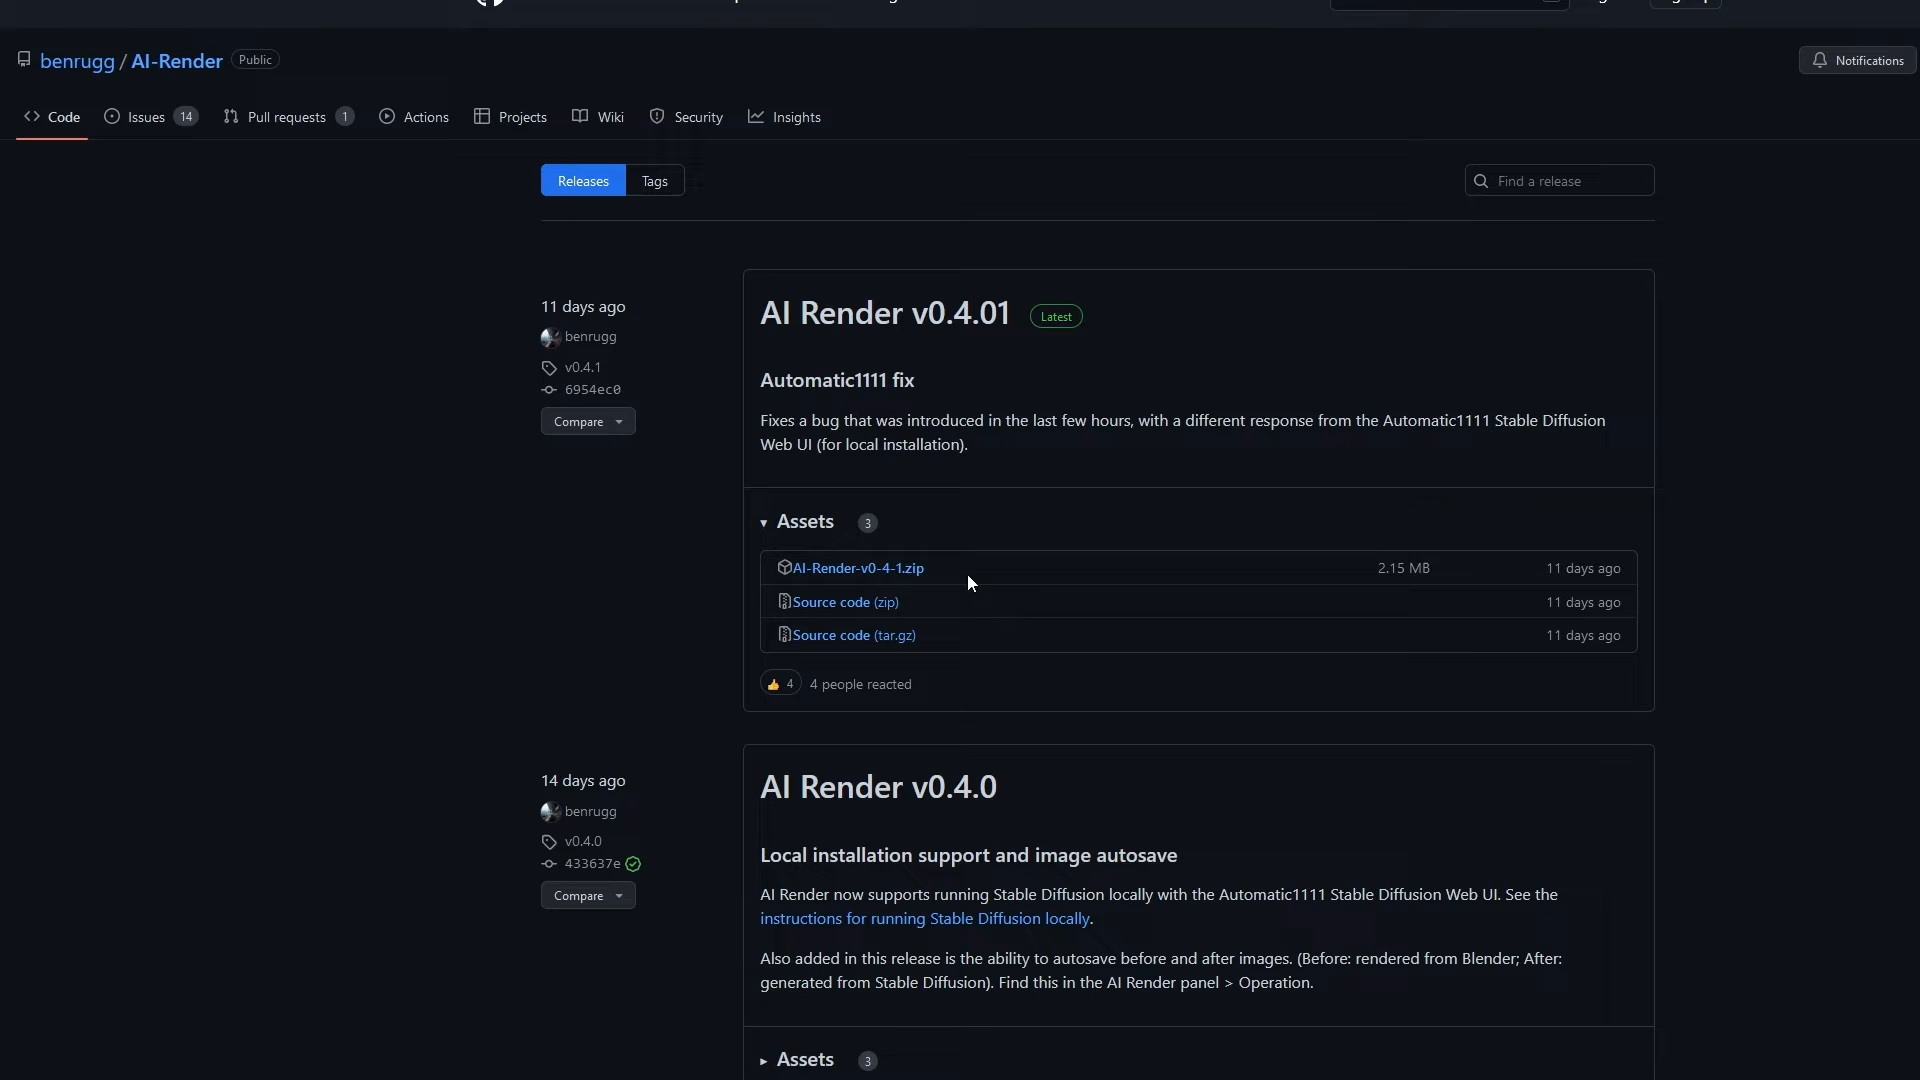 benrugg / AI-Render Public
Notifications
Code Issues 14 Pull requests 1 Actions Projects Wiki Security Insights
Releases Tags
Find a release
11 days ago
benrugg
v0.4.1
6954ec0
Compare
AI Render v0.4.01 Latest
Automatic1111 fix
Fixes a bug that was introduced in the last few hours, with a different response from the Automatic1111 Stable Diffusion
Web UI (for local installation).
Assets 3
AI-Render-v0-4-1.zip 2.15 MB 11 days ago
Source code (zip) 11 days ago
Source code (tar.gz) 11 days ago
4 4 people reacted
14 days ago
benrugg
v0.4.0
433637e
Compare
AI Render v0.4.0
Local installation support and image autosave
AI Render now supports running Stable Diffusion locally with the Automatic1111 Stable Diffusion Web UI. See the
instructions for running Stable Diffusion locally.
Also added in this release is the ability to autosave before and after images. (Before: rendered from Blender; After:
generated from Stable Diffusion). Find this in the AI Render panel > Operation.
Assets 3